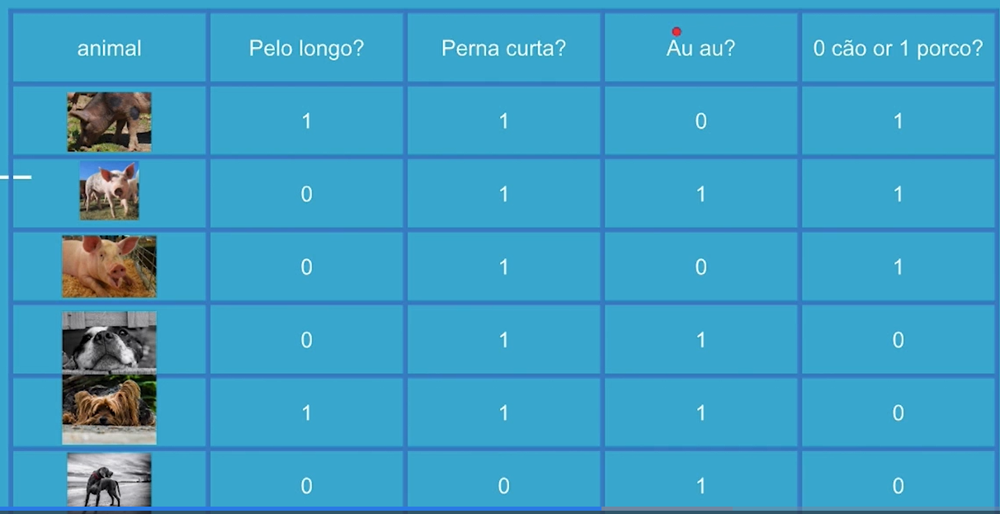 animal Pelo longo? Perna curta? Au au? 0 cão or 1 porco?
1 1 0 1
0 1 1 1
0 1 0 1
0 1 1 0
1 1 1 0
0 0 1 0